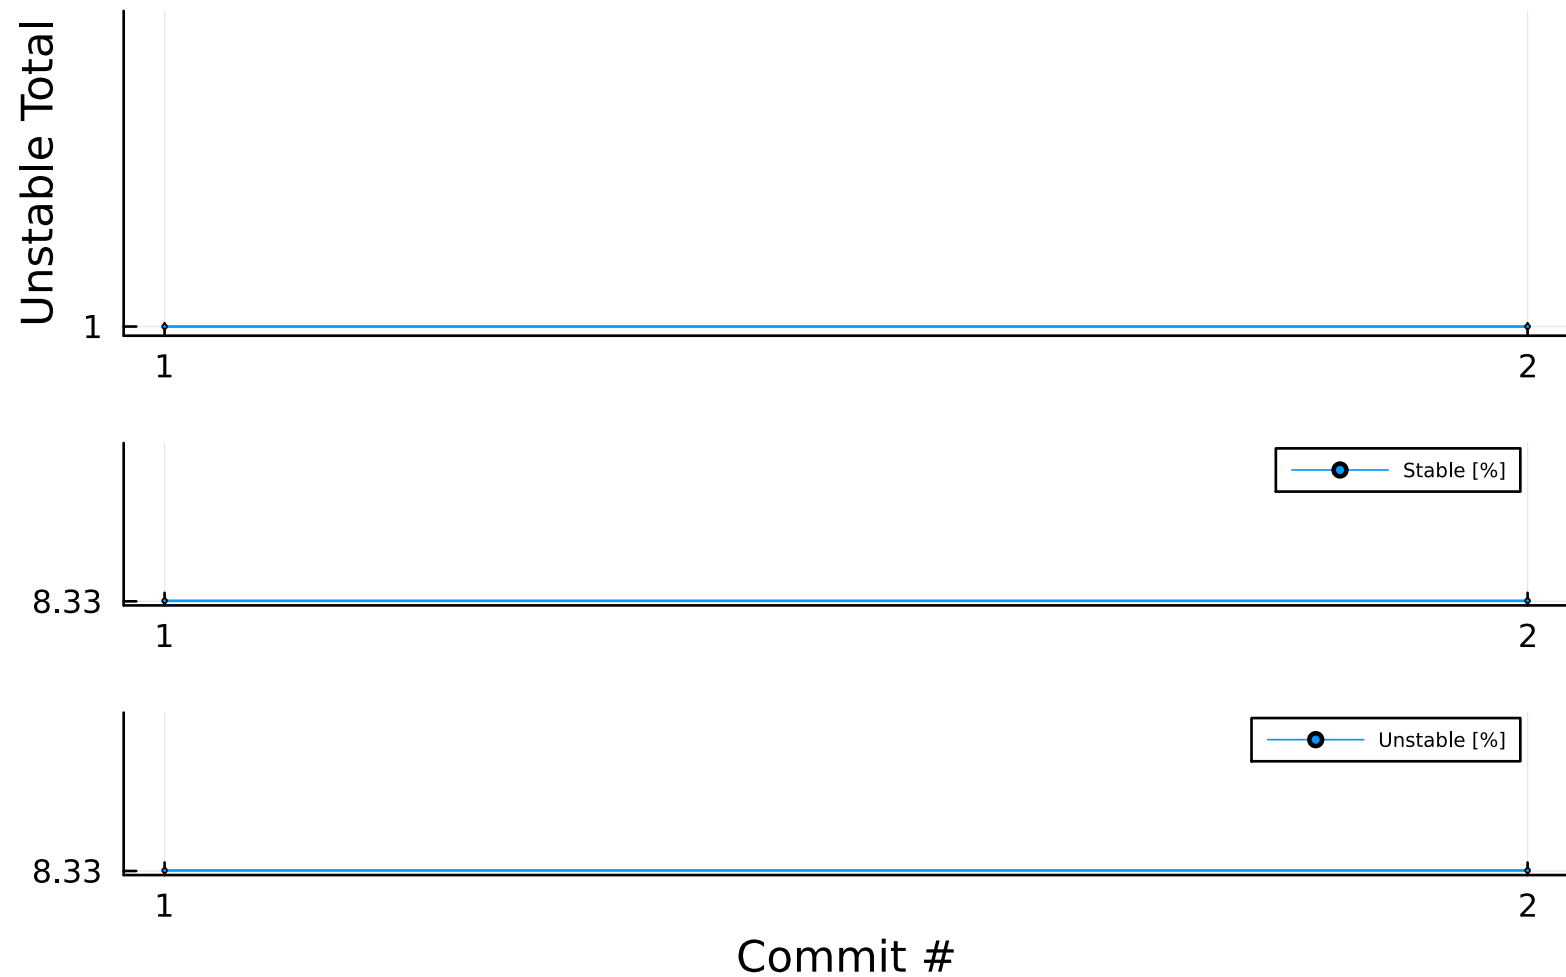 Unstable Total
1
1
2
Stable [%]
8.33
1
2
Unstable [%]
8.33
1
2
Commit #